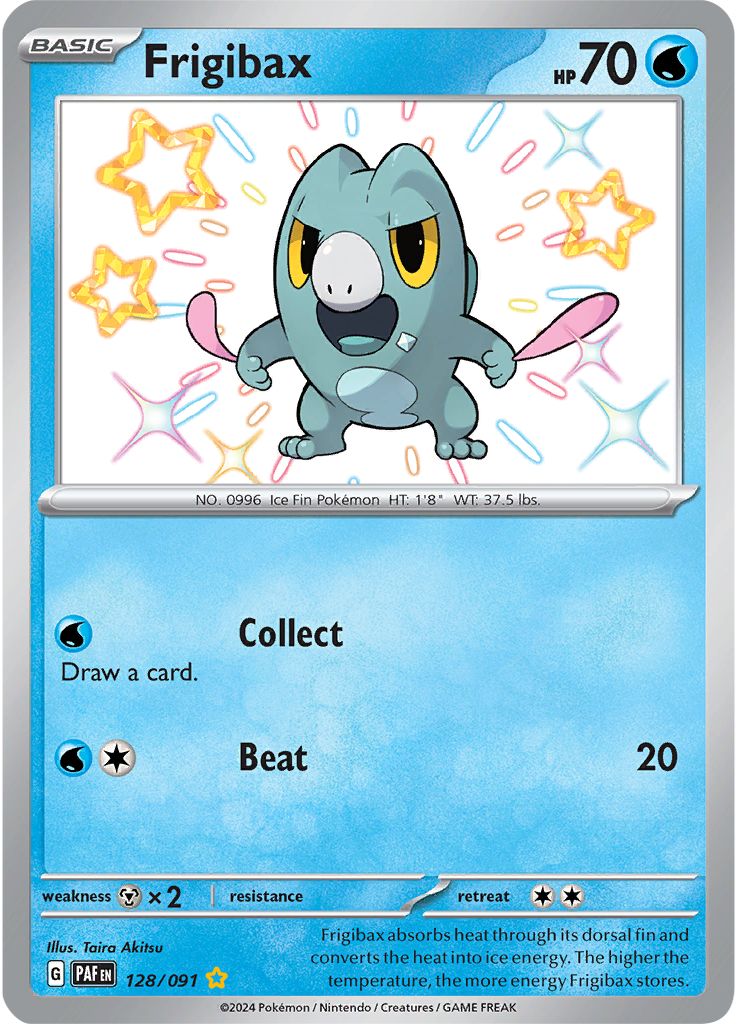 BASIC
Frigibax
HP 70
NO. 0996 Ice Fin Pokémon HT: 1'8" WT: 37.5 lbs.
Collect
Draw a card.
Beat 20
weakness ×2 resistance retreat
Illus. Taira Akitsu
G PAF EN 128/091
Frigibax absorbs heat through its dorsal fin and
converts the heat into ice energy. The higher the
temperature, the more energy Frigibax stores.
©2024 Pokémon / Nintendo / Creatures / GAME FREAK